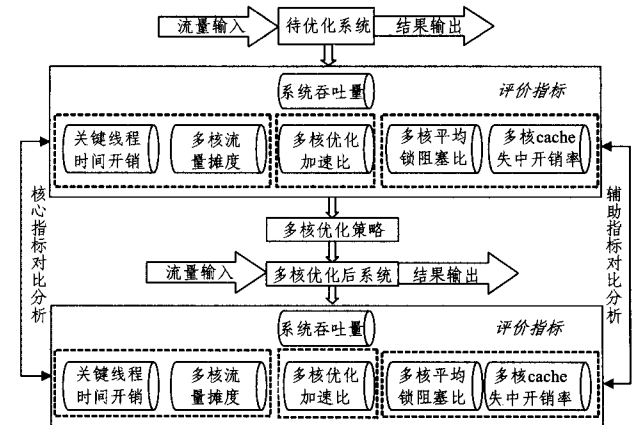 流量输入
待优化系统
结果输出
系统吞吐量
评价指标
关键线程
时间开销
多核流
量摊度
多核优化
加速比
多核平均
锁阻塞比
多核cache
失中开销率
核心指标对比分析
辅助指标对比分析
多核优化策略
流量输入
多核优化后系统
结果输出
系统吞吐量
评价指标
关键线程
时间开销
多核流
量摊度
多核优化
加速比
多核平均
锁阻塞比
多核cache
失中开销率